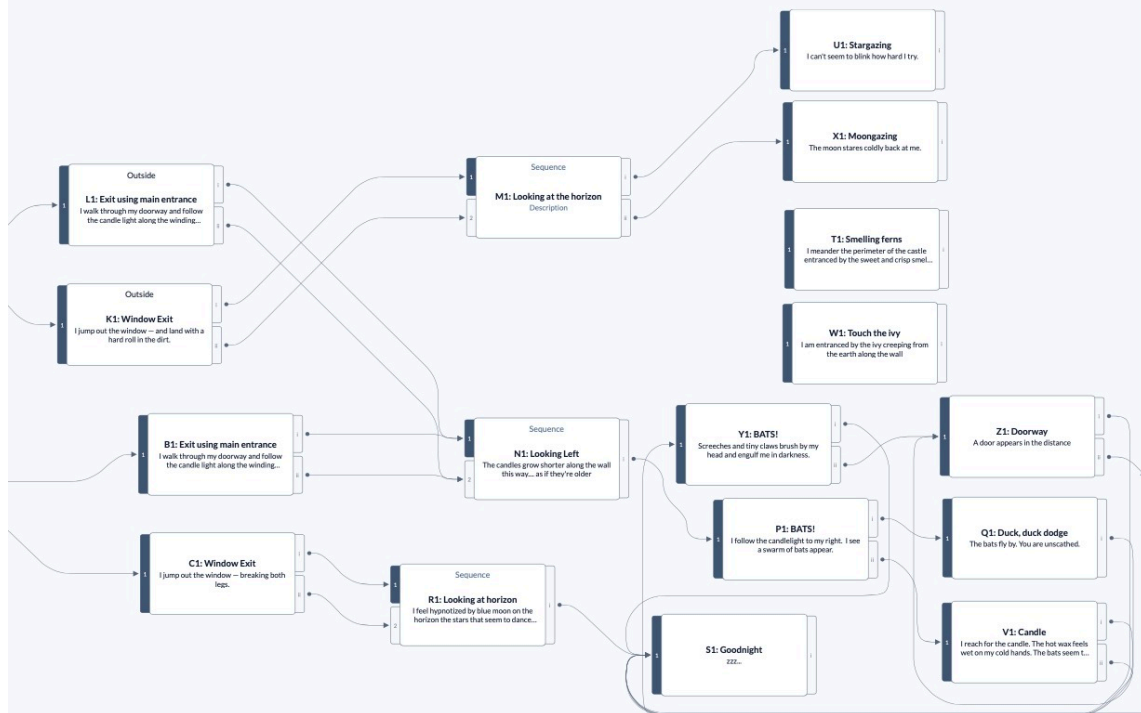 U1: Stargazing
I can't seem to blink how hard I try.
X1: Moongazing
The moon stares coldly back at me.
Outside
L1: Exit using main entrance
I walk through my doorway and follow
the candle light along the winding...
Sequence
M1: Looking at the horizon
Description
T1: Smelling ferns
I meander the perimeter of the castle
entranced by the sweet and crisp smel...
Outside
K1: Window Exit
I jump out the window — and land with a
hard roll in the dirt.
W1: Touch the ivy
I am entranced by the ivy creeping from
the earth along the wall
B1: Exit using main entrance
I walk through my doorway and follow
the candle light along the winding...
Sequence
N1: Looking Left
The candles grow shorter along the wall
this way... as if they're older
Y1: BATS!
Screeches and tiny claws brush by my
head and engulf me in darkness.
Z1: Doorway
A door appears in the distance
P1: BATS!
I follow the candlelight to my right. I see
a swarm of bats appear.
Q1: Duck, duck dodge
The bats fly by. You are unscathed.
C1: Window Exit
I jump out the window — breaking both
legs.
Sequence
R1: Looking at horizon
I feel hypnotized by blue moon on the
horizon the stars that seem to dance...
S1: Goodnight
zzz...
V1: Candle
I reach for the candle. The hot wax feels
wet on my cold hands. The bats seem t...